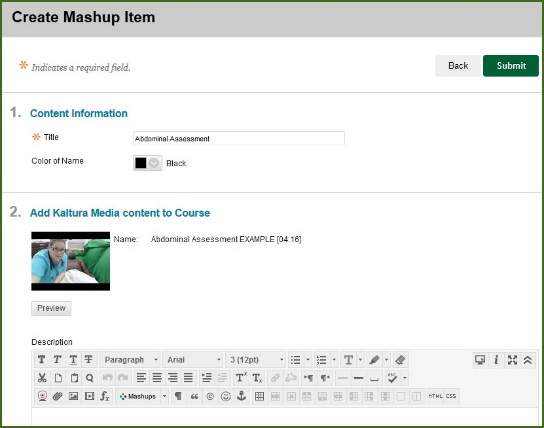 Create Mashup Item
* Indicates a required field.
Back
Submit
1. Content Information
* Title
Abdominal Assessment
Color of Name
Black
2. Add Kaltura Media content to Course
Name: Abdominal Assessment EXAMPLE [04:16]
Preview
Description
T T T T Paragraph Arial 3 (12pt) T
ABC
Mashups HTML CSS